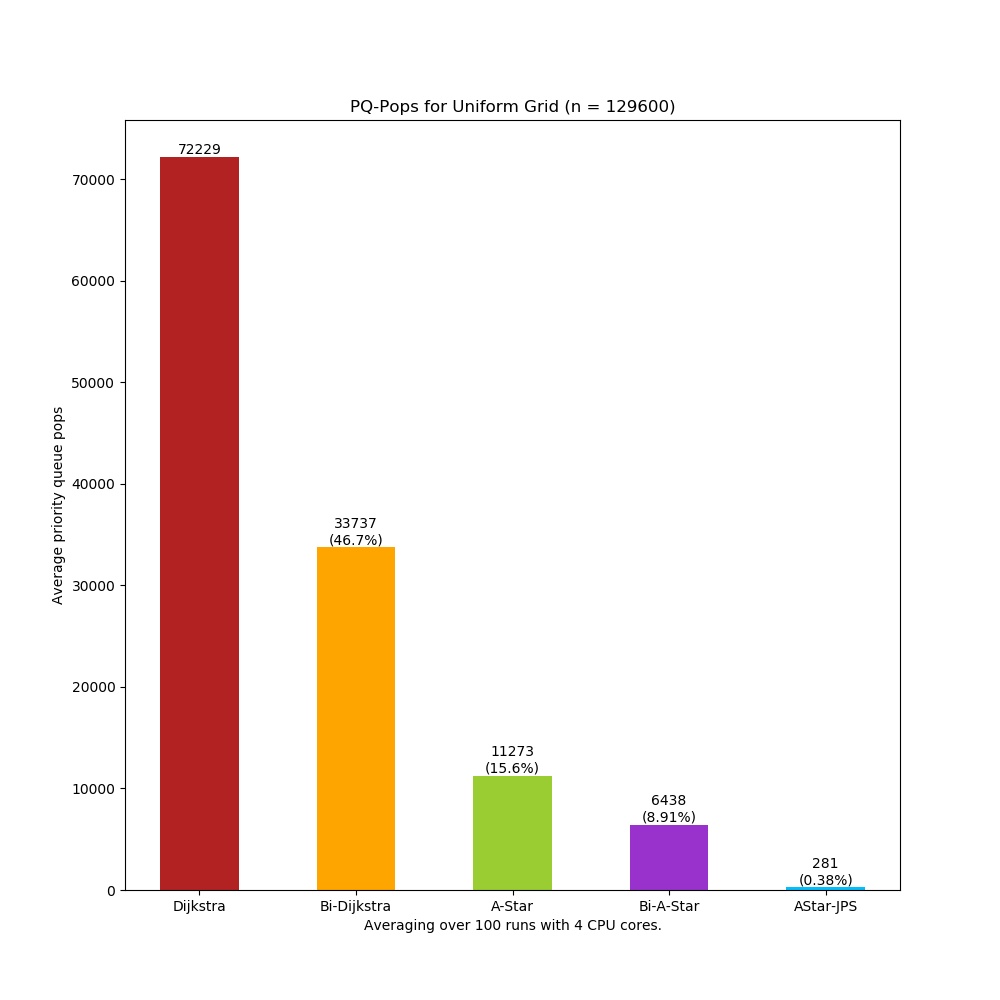 PQ-Pops for Uniform Grid (n = 129600)
Average priority queue pops
70000
60000
50000
40000
30000
20000
10000
0
72229
33737
(46.7%)
11273
(15.6%)
6438
(8.91%)
281
(0.38%)
Dijkstra
Bi-Dijkstra
A-Star
Bi-A-Star
AStar-JPS
Averaging over 100 runs with 4 CPU cores.